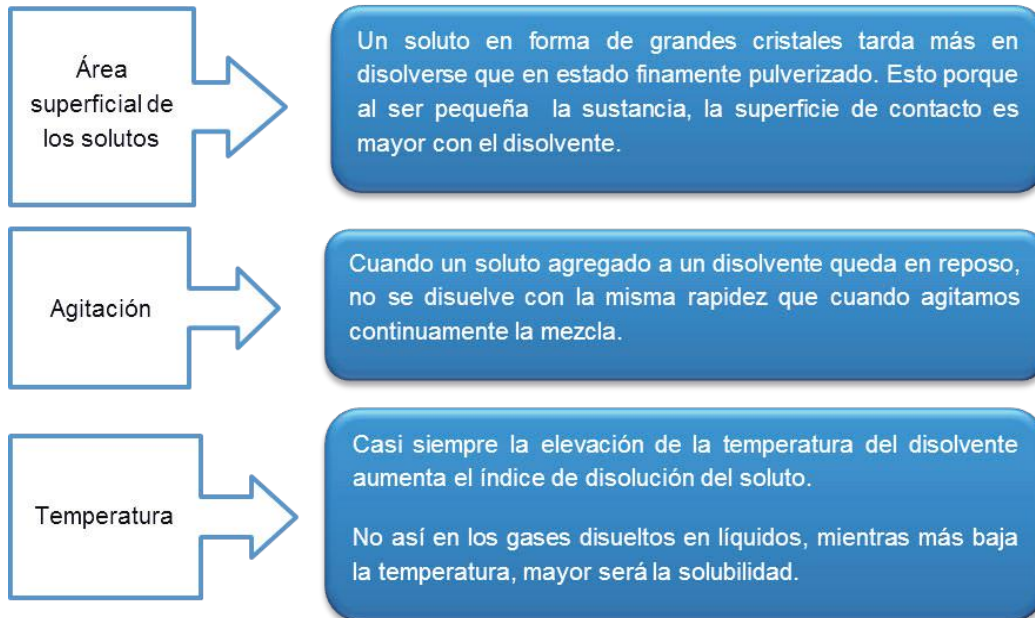 Área
superficial de
los solutos
Un soluto en forma de grandes cristales tarda más en
disolverse que en estado finamente pulverizado. Esto porque
al ser pequeña la sustancia, la superficie de contacto es
mayor con el disolvente.
Agitación
Cuando un soluto agregado a un disolvente queda en reposo,
no se disuelve con la misma rapidez que cuando agitamos
continuamente la mezcla.
Temperatura
Casi siempre la elevación de la temperatura del disolvente
aumenta el índice de disolución del soluto.
No así en los gases disueltos en líquidos, mientras más baja
la temperatura, mayor será la solubilidad.